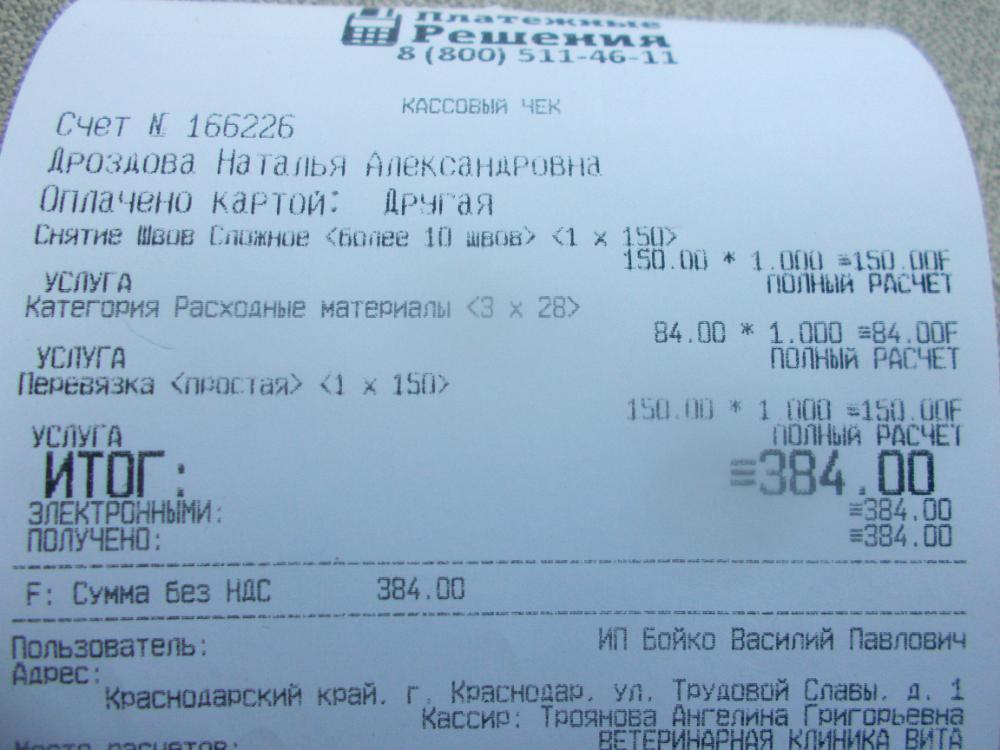 Платежные
Решения
8 (800) 511-46-11
КАССОВЫЙ ЧЕК
Счет № 166226
Дроздова Наталья Александровна
Оплачено картой: Другая
Снятие Швов Сложное <более 10 швов> <1 x 150>
150.00 * 1.000 ≡150.00F
УСЛУГА ПОЛНЫЙ РАСЧЕТ
Категория Расходные материалы <3 x 28>
84.00 * 1.000 ≡84.00F
УСЛУГА ПОЛНЫЙ РАСЧЕТ
Перевязка <простая> <1 x 150>
150.00 * 1.000 ≡150.00F
УСЛУГА ПОЛНЫЙ РАСЧЕТ
ИТОГ: ≡384.00
ЭЛЕКТРОННЫМИ: ≡384.00
ПОЛУЧЕНО: ≡384.00
F: Сумма без НДС 384.00
Пользователь: ИП Бойко Василий Павлович
Адрес:
Краснодарский край, г. Краснодар, ул. Трудовой Славы, д. 1
Кассир: Троянова Ангелина Григорьевна
Место расчетов: ВЕТЕРИНАРНАЯ КЛИНИКА ВИТА